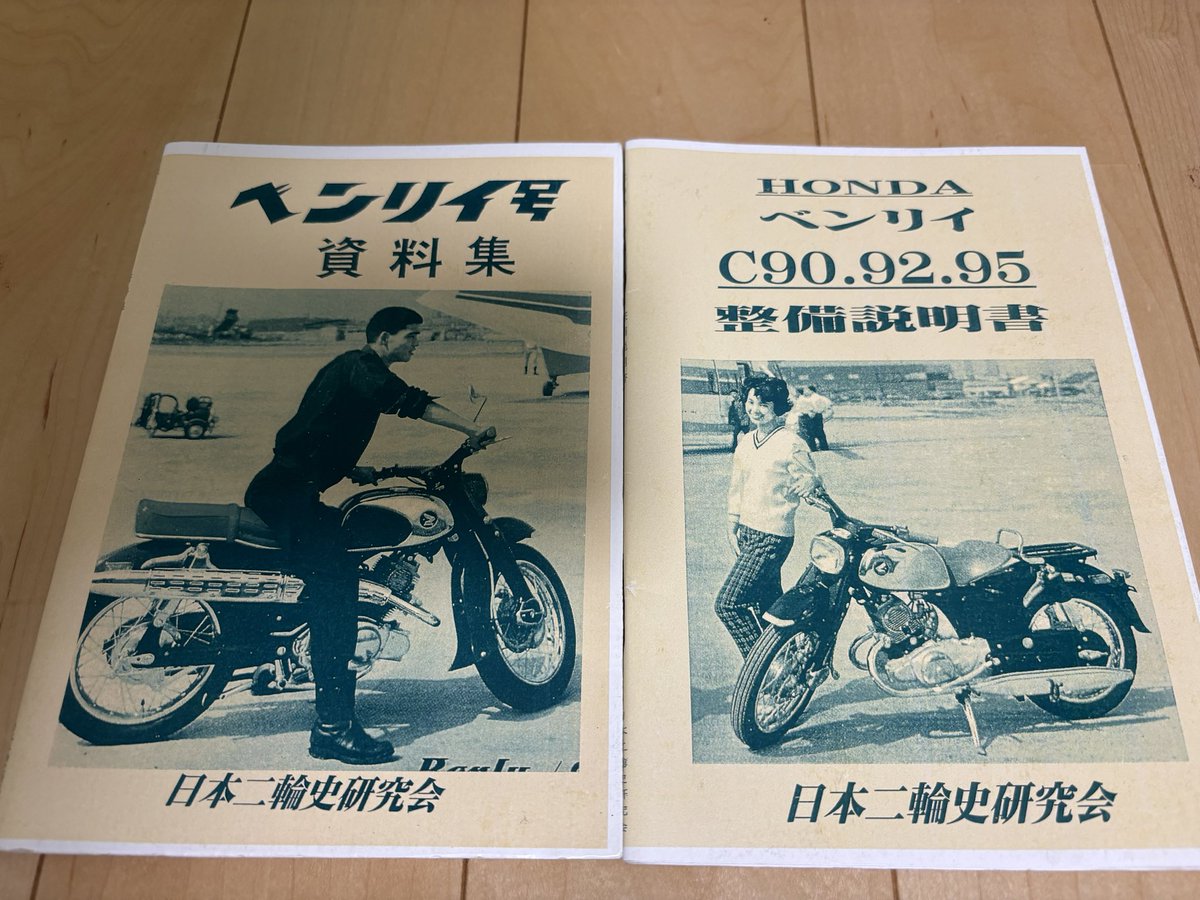 ベンリイ号
資料集
日本二輪史研究会
HONDA
ベンリイ
C90.92.95
整備説明書
日本二輪史研究会